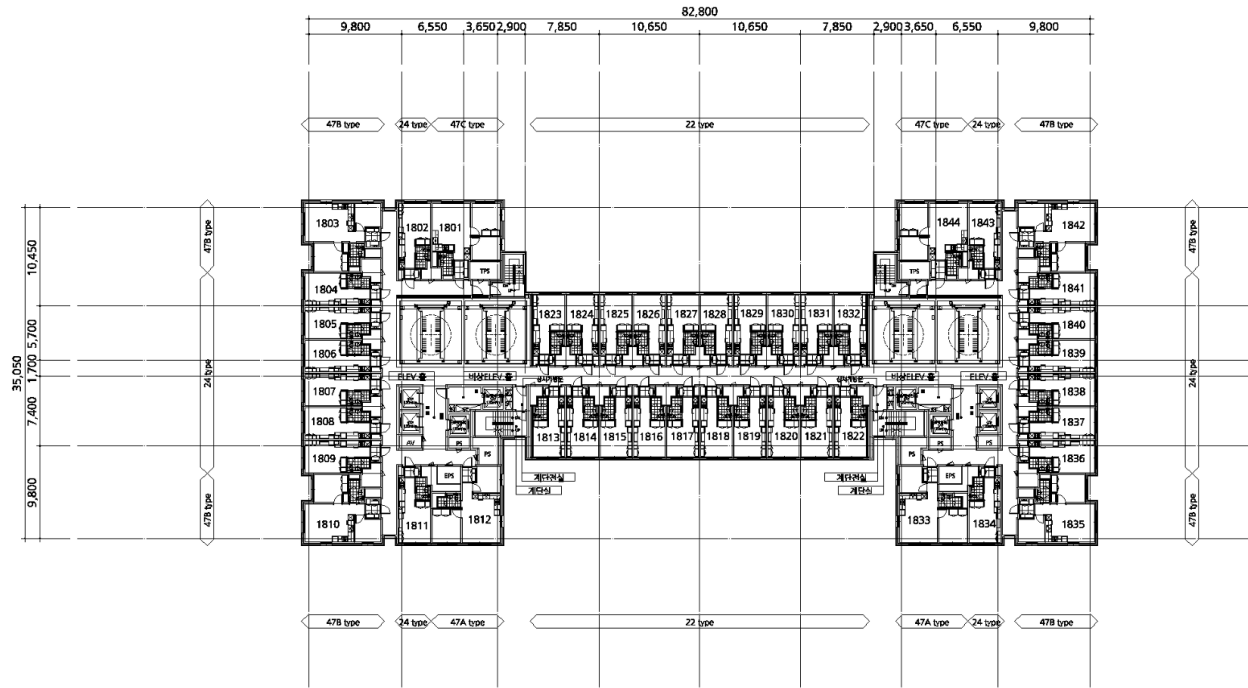 82,800
9,800 6,550 3,650 2,900 7,850 10,650 10,650 7,850 2,900 3,650 6,550 9,800
47B type 24 type 47C type 22 type 47C type 24 type 47B type
1803 1802 1801 1844 1843 1842
47B type 47B type
10,450
TPS TPS
1804 1841
1805 1823 1824 1825 1826 1827 1828 1829 1830 1831 1832 1840
5,700
1806 1839
35,050
1,700
ELEV 홀 비상ELEV 홀 비상ELEV 홀 ELEV 홀
24 type 24 type
1807 1838
7,400
1808 1837
1813 1814 1815 1816 1817 1818 1819 1820 1821 1822
AV PS PS PS
1809 PS PS 1836
EPS EPS
계단전실 계단전실
계단실 계단실
9,800
47B type 47B type
1810 1811 1812 1833 1834 1835
47B type 24 type 47A type 22 type 47A type 24 type 47B type